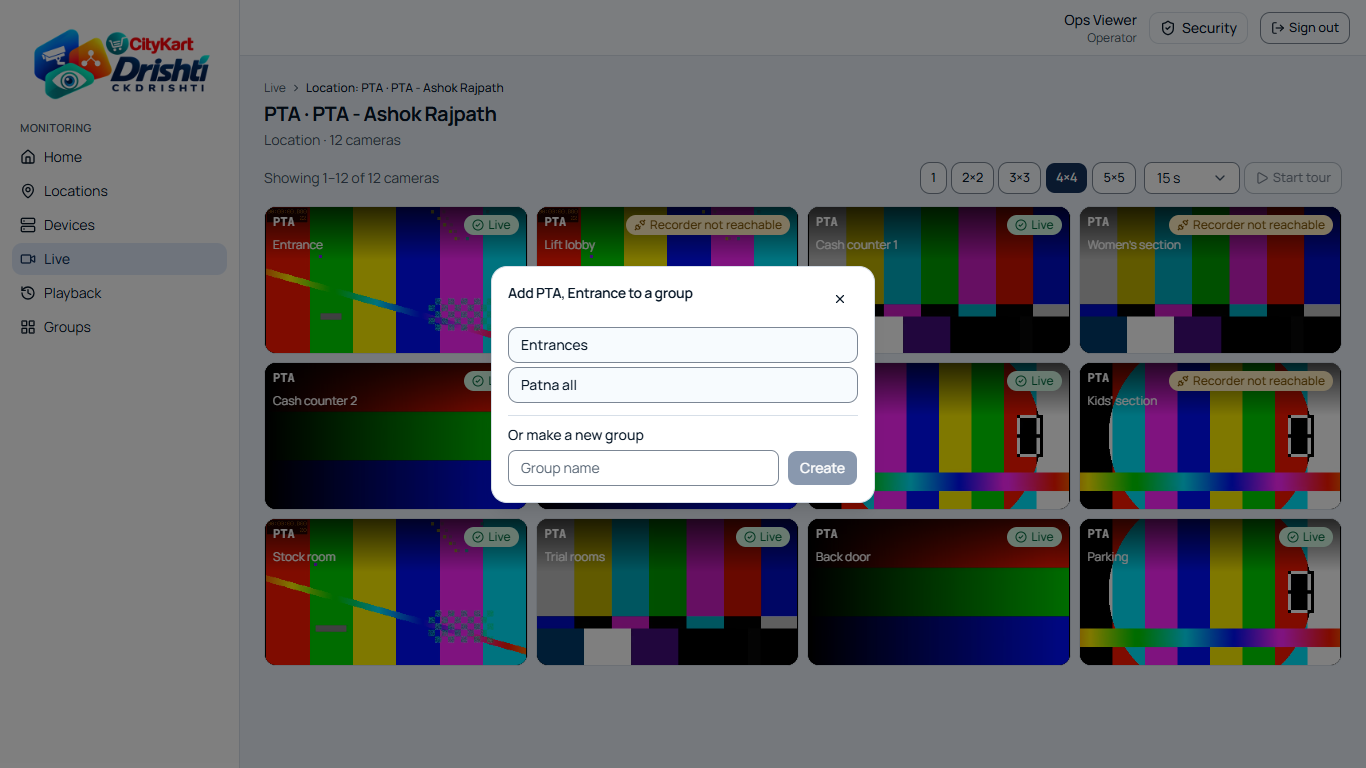 CityKart
Drishti
CKDRISHTI
MONITORING
Home
Locations
Devices
Live
Playback
Groups
Ops Viewer
Operator
Security
Sign out
Live > Location: PTA · PTA - Ashok Rajpath
PTA · PTA - Ashok Rajpath
Location · 12 cameras
Showing 1–12 of 12 cameras
1
2×2
3×3
4×4
5×5
15 s
Start tour
PTA
Live
Entrance
PTA
Recorder not reachable
Lift lobby
PTA
Live
Cash counter 1
PTA
Recorder not reachable
Women's section
Add PTA, Entrance to a group
Entrances
Patna all
Or make a new group
Group name
Create
PTA
Cash counter 2
Live
PTA
Recorder not reachable
Kids' section
PTA
Live
Stock room
PTA
Live
Trial rooms
PTA
Live
Back door
PTA
Live
Parking